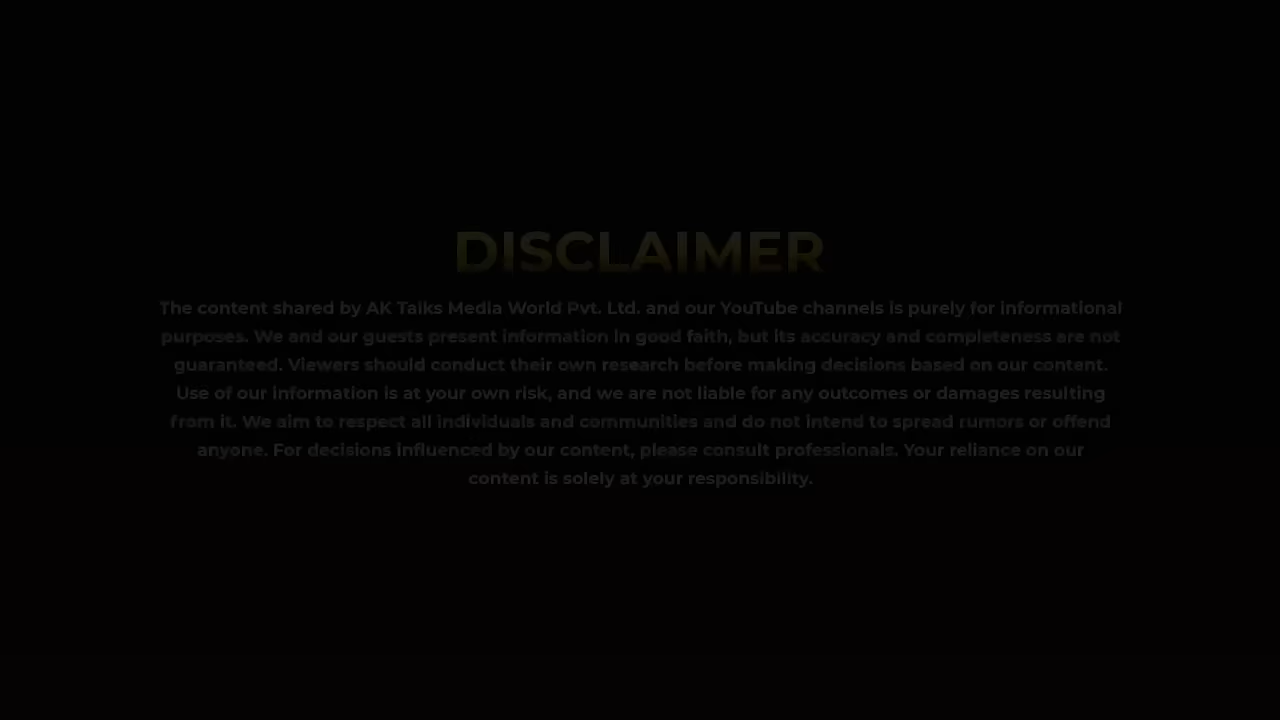 DISCLAIMER
The content shared by AK Talks Media World Pvt. Ltd. and our YouTube channels is purely for informational
purposes. We and our guests present information in good faith, but its accuracy and completeness are not
guaranteed. Viewers should conduct their own research before making decisions based on our content.
Use of our information is at your own risk, and we are not liable for any outcomes or damages resulting
from it. We aim to respect all individuals and communities and do not intend to spread rumors or offend
anyone. For decisions influenced by our content, please consult professionals. Your reliance on our
content is solely at your responsibility.